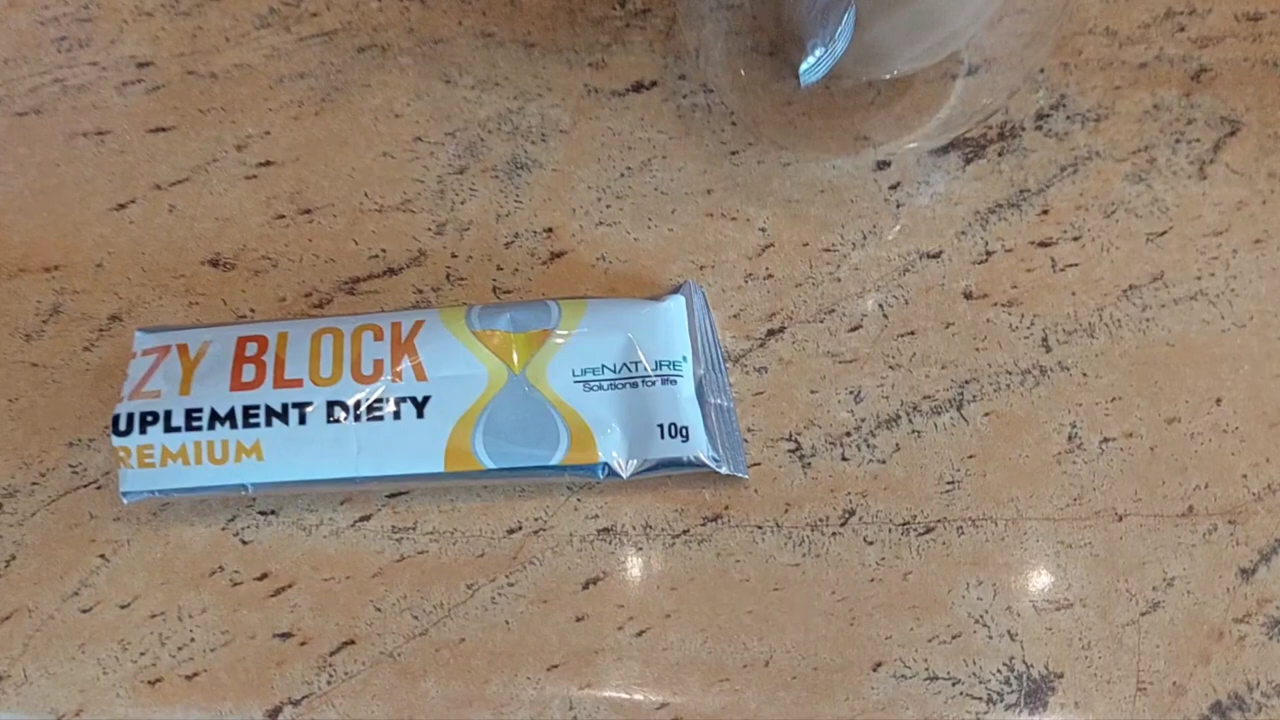 ZY BLOCK
UPLEMENT DIETY
REMIUM
LIFENATURE®
Solutions for life
10g